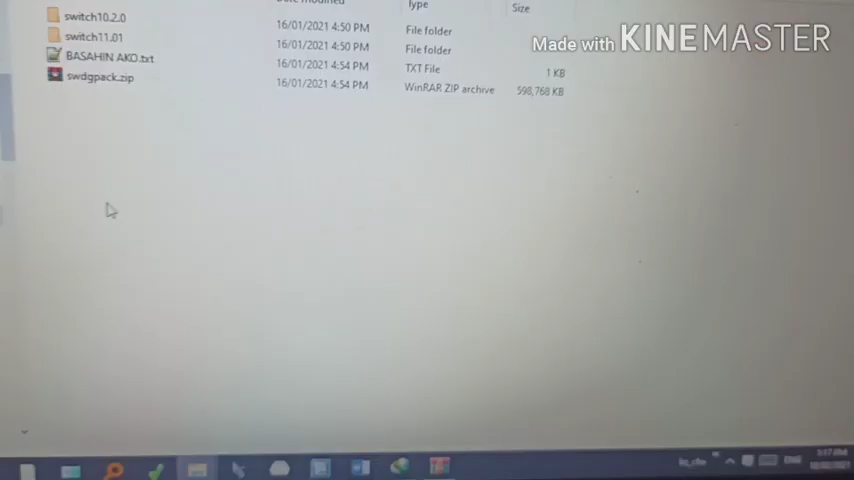 Type
Size
switch10.2.0
16/01/2021 4:50 PM
File folder
switch11.01
16/01/2021 4:50 PM
File folder
BASAHIN AKO.txt
16/01/2021 4:54 PM
TXT File
1 KB
swdgpack.zip
16/01/2021 4:54 PM
WinRAR ZIP archive
598,768 KB
Made with KINEMASTER
ENG